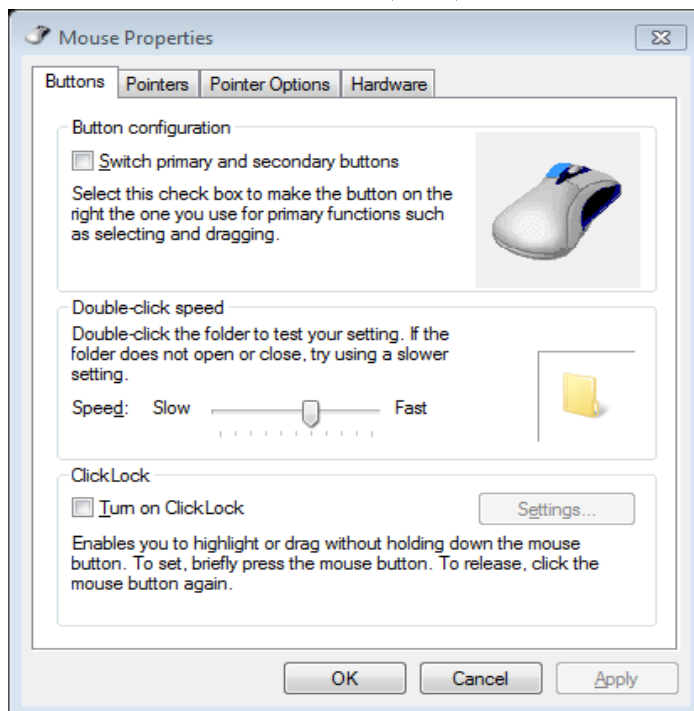 Mouse Properties
Buttons Pointers Pointer Options Hardware
Button configuration
Switch primary and secondary buttons
Select this check box to make the button on the
right the one you use for primary functions such
as selecting and dragging.
Double-click speed
Double-click the folder to test your setting. If the
folder does not open or close, try using a slower
setting.
Speed: Slow Fast
ClickLock
Turn on ClickLock Settings...
Enables you to highlight or drag without holding down the mouse
button. To set, briefly press the mouse button. To release, click the
mouse button again.
OK Cancel Apply